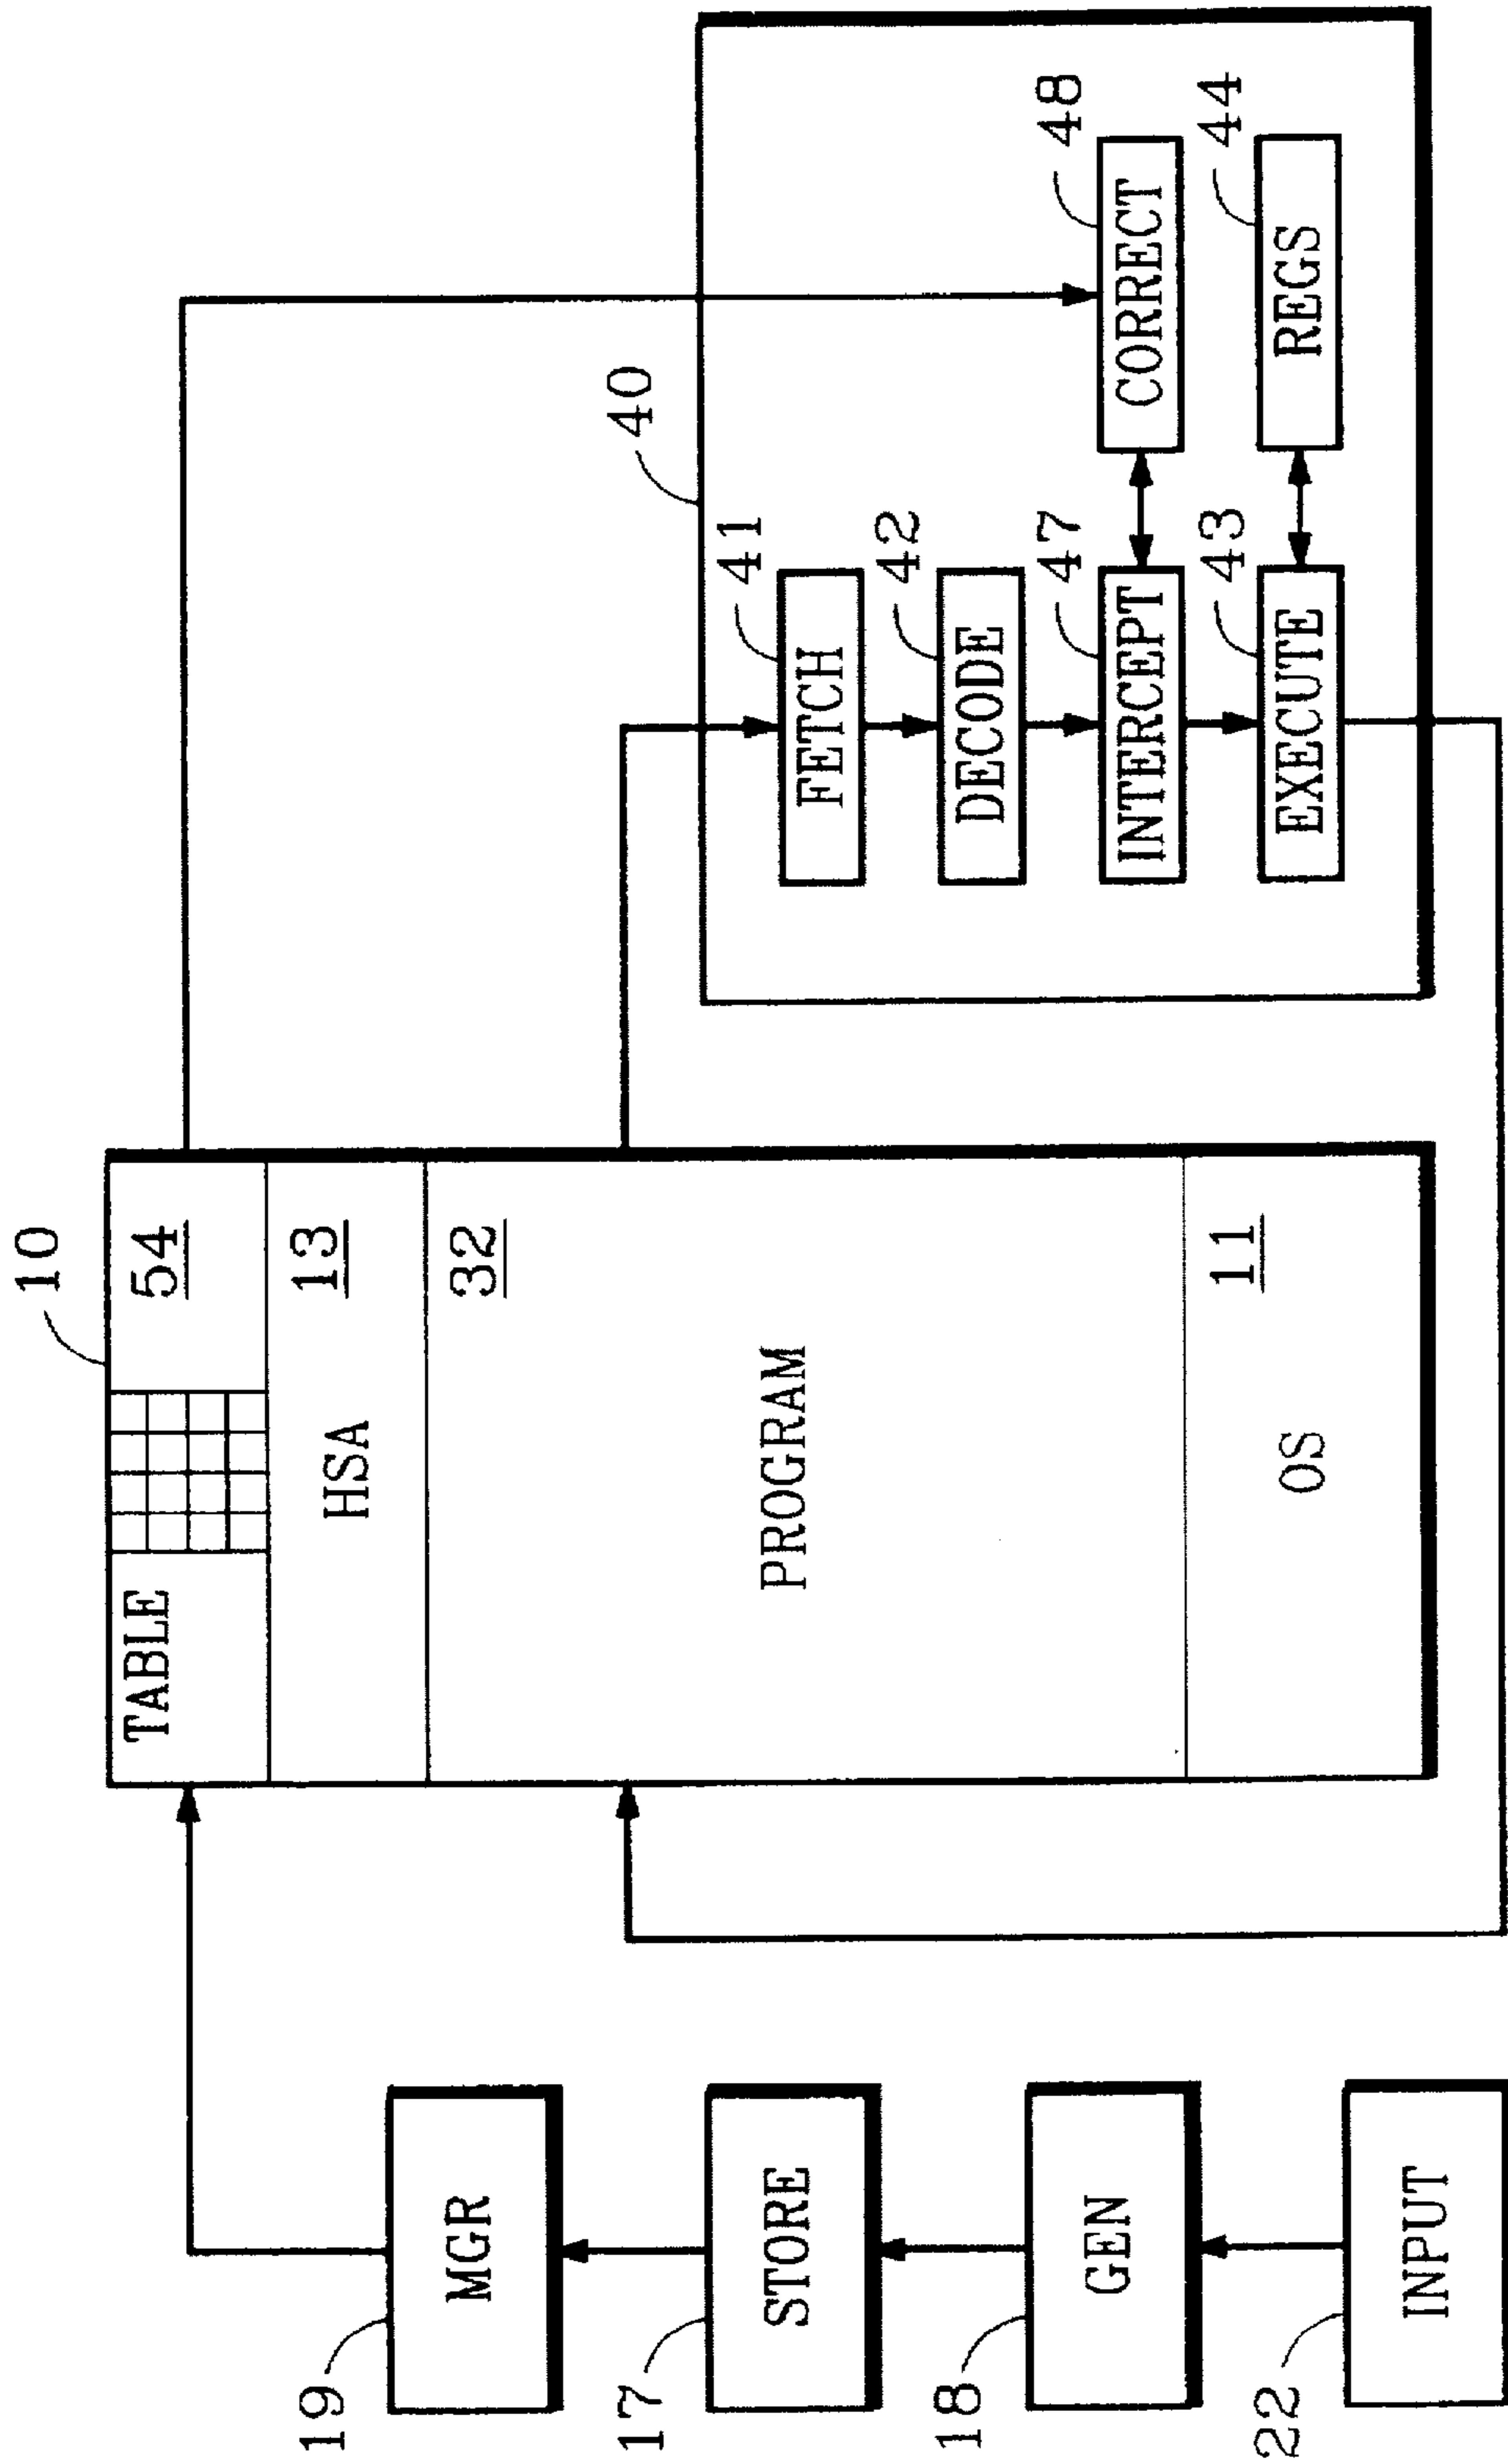 10
TABLE
54
HSA
13
32
PROGRAM
OS
11
19
MGR
17
STORE
18
GEN
22
INPUT
40
41
FETCH
42
DECODE
47
INTERCEPT
48
CORRECT
43
EXECUTE
44
REGS